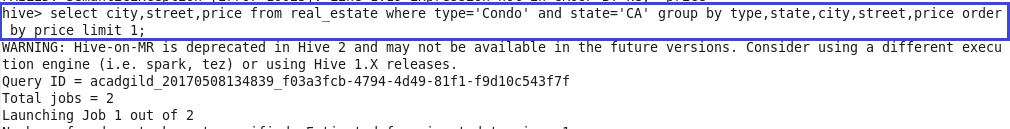 hive> select city,street,price from real_estate where type='Condo' and state='CA' group by type,state,city,street,price order
by price limit 1;
WARNING: Hive-on-MR is deprecated in Hive 2 and may not be available in the future versions. Consider using a different execu
tion engine (i.e. spark, tez) or using Hive 1.X releases.
Query ID = acadgild_20170508134839_f03a3fcb-4794-4d49-81f1-f9d10c543f7f
Total jobs = 2
Launching Job 1 out of 2